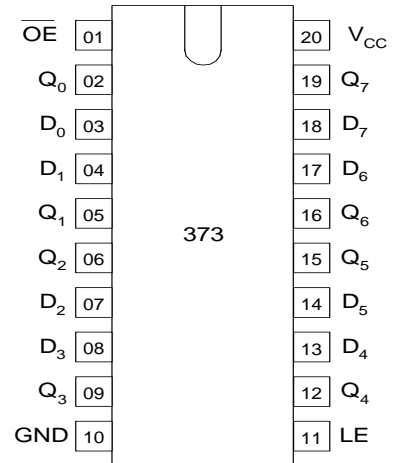 O̅E̅ 01 20 V_CC
Q₀ 02 19 Q₇
D₀ 03 18 D₇
D₁ 04 17 D₆
Q₁ 05 16 Q₆
373
Q₂ 06 15 Q₅
D₂ 07 14 D₅
D₃ 08 13 D₄
Q₃ 09 12 Q₄
GND 10 11 LE